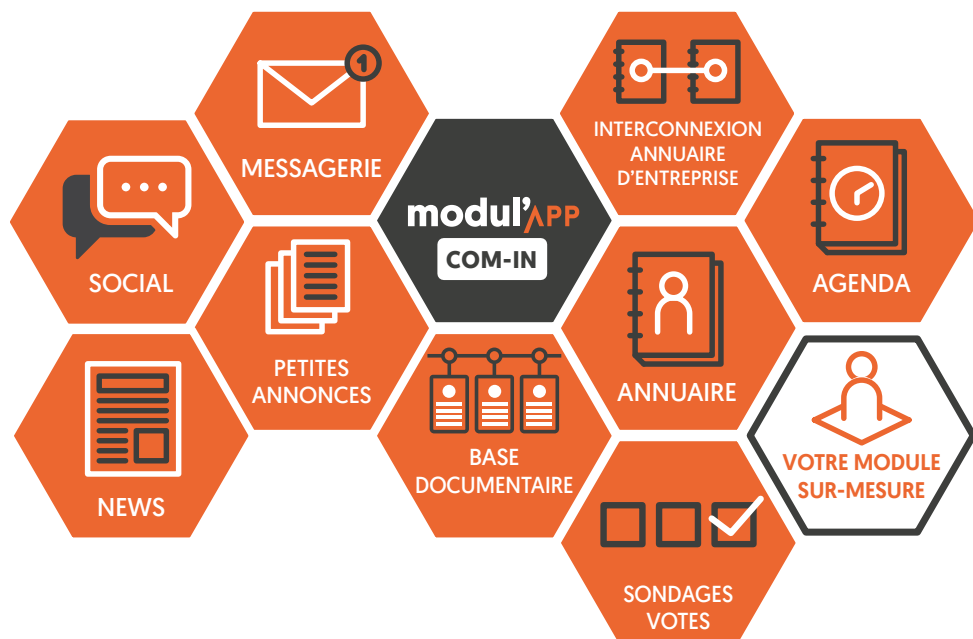 1
MESSAGERIE
INTERCONNEXION
ANNUAIRE
D'ENTREPRISE
SOCIAL
modul'APP
COM-IN
AGENDA
PETITES
ANNONCES
ANNUAIRE
NEWS
BASE
DOCUMENTAIRE
VOTRE MODULE
SUR-MESURE
SONDAGES
VOTES